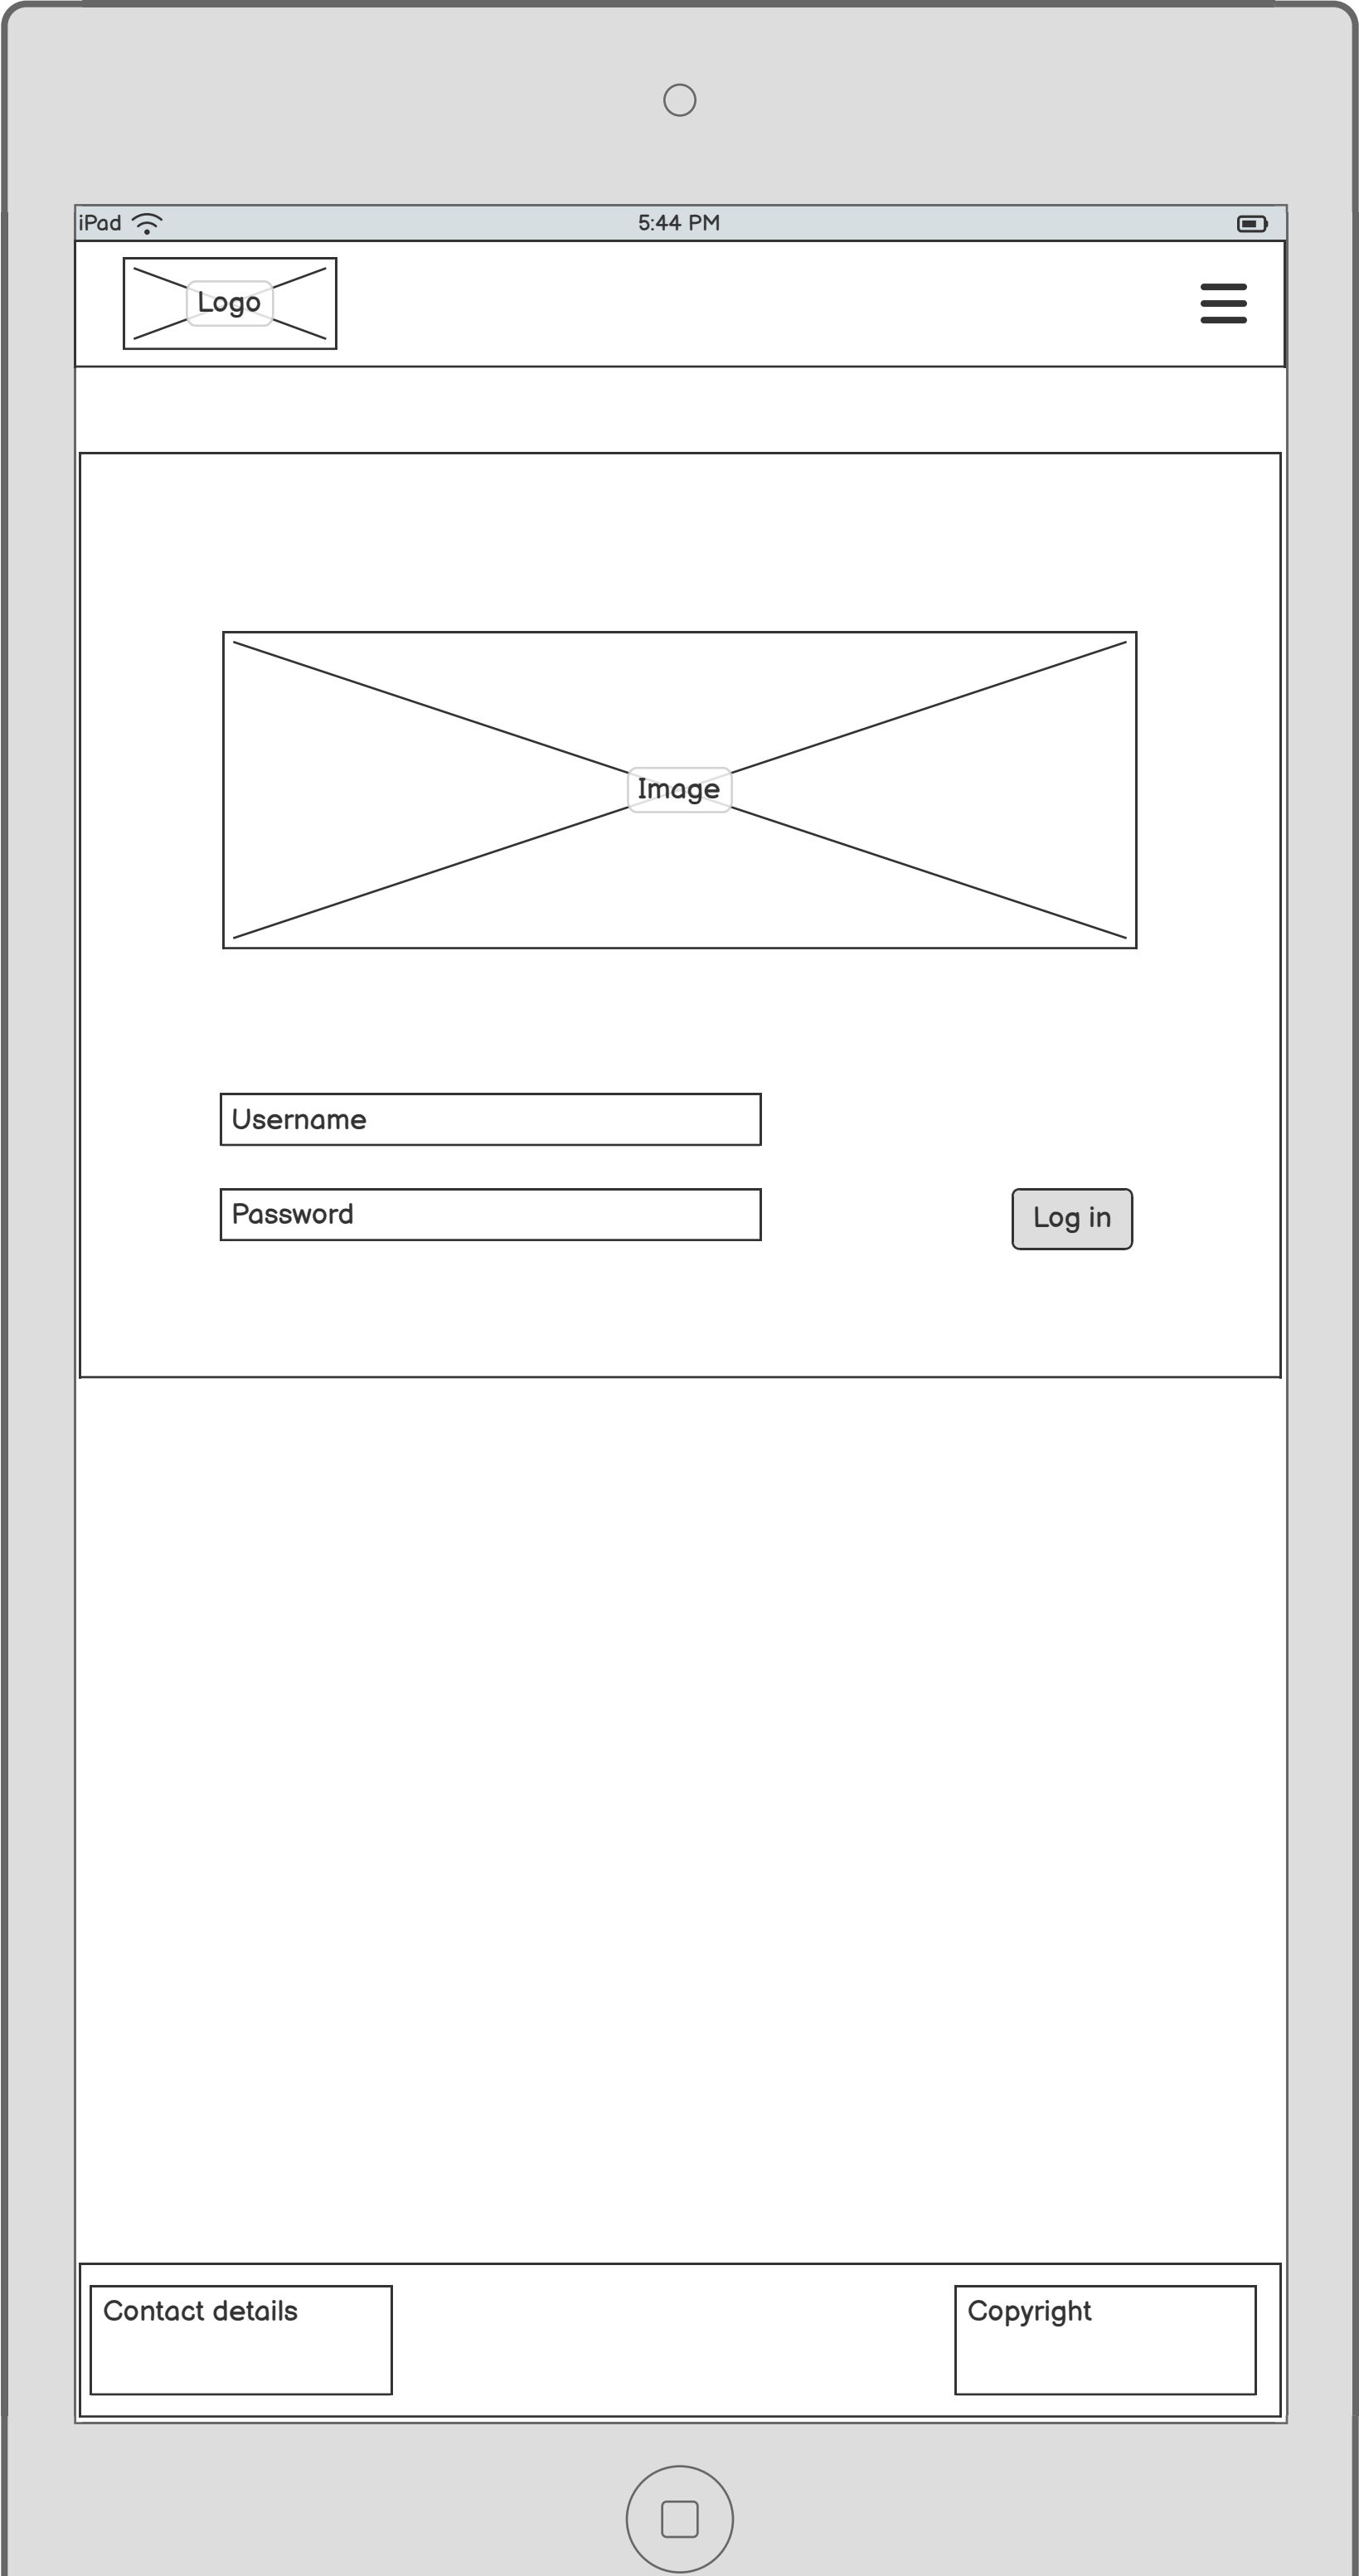 iPad 5:44 PM
Logo
Image
Username
Password
Log in
Contact details
Copyright